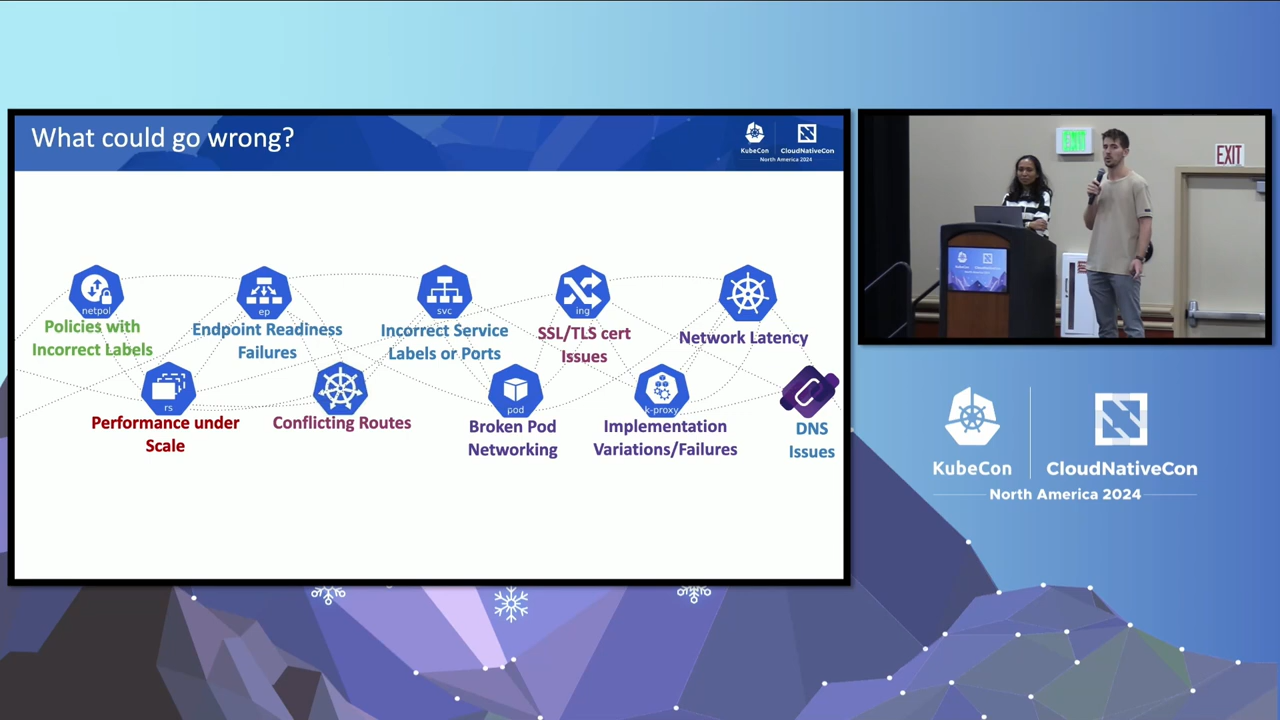 What could go wrong?
KubeCon
CloudNativeCon
North America 2024
netpol
Policies with
Incorrect Labels
ep
Endpoint Readiness
Failures
svc
Incorrect Service
Labels or Ports
ing
SSL/TLS cert
Issues
Network Latency
rs
Performance under
Scale
Conflicting Routes
pod
Broken Pod
Networking
k-proxy
Implementation
Variations/Failures
DNS
Issues
EXIT
EXIT
KubeCon
CloudNativeCon
North America 2024